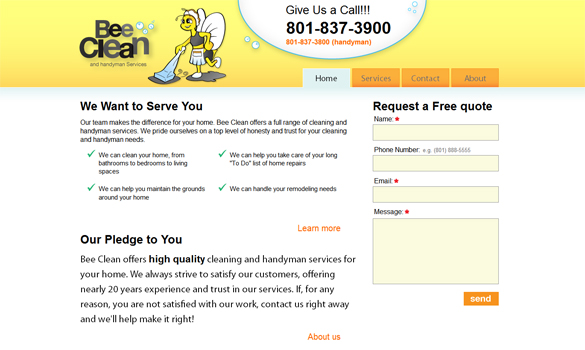 Bee
Clean
and handyman Services
Give Us a Call!!!
801-837-3900
801-837-3800 (handyman)
Home
Services
Contact
About
We Want to Serve You
Our team makes the difference for your home. Bee Clean offers a full range of cleaning and
handyman services. We pride ourselves on a top level of honesty and trust for your cleaning
and handyman needs.
We can clean your home, from
bathrooms to bedrooms to living
spaces
We can help you take care of your long
"To Do" list of home repairs
We can help you maintain the grounds
around your home
We can handle your remodeling needs
Learn more
Our Pledge to You
Bee Clean offers high quality cleaning and handyman services for
your home. We always strive to satisfy our customers, offering
nearly 20 years experience and trust in our services. If, for any
reason, you are not satisfied with our work, contact us right away
and we'll help make it right!
About us
Request a Free quote
Name: *
Phone Number: e.g. (801) 888-5555
Email: *
Message: *
send